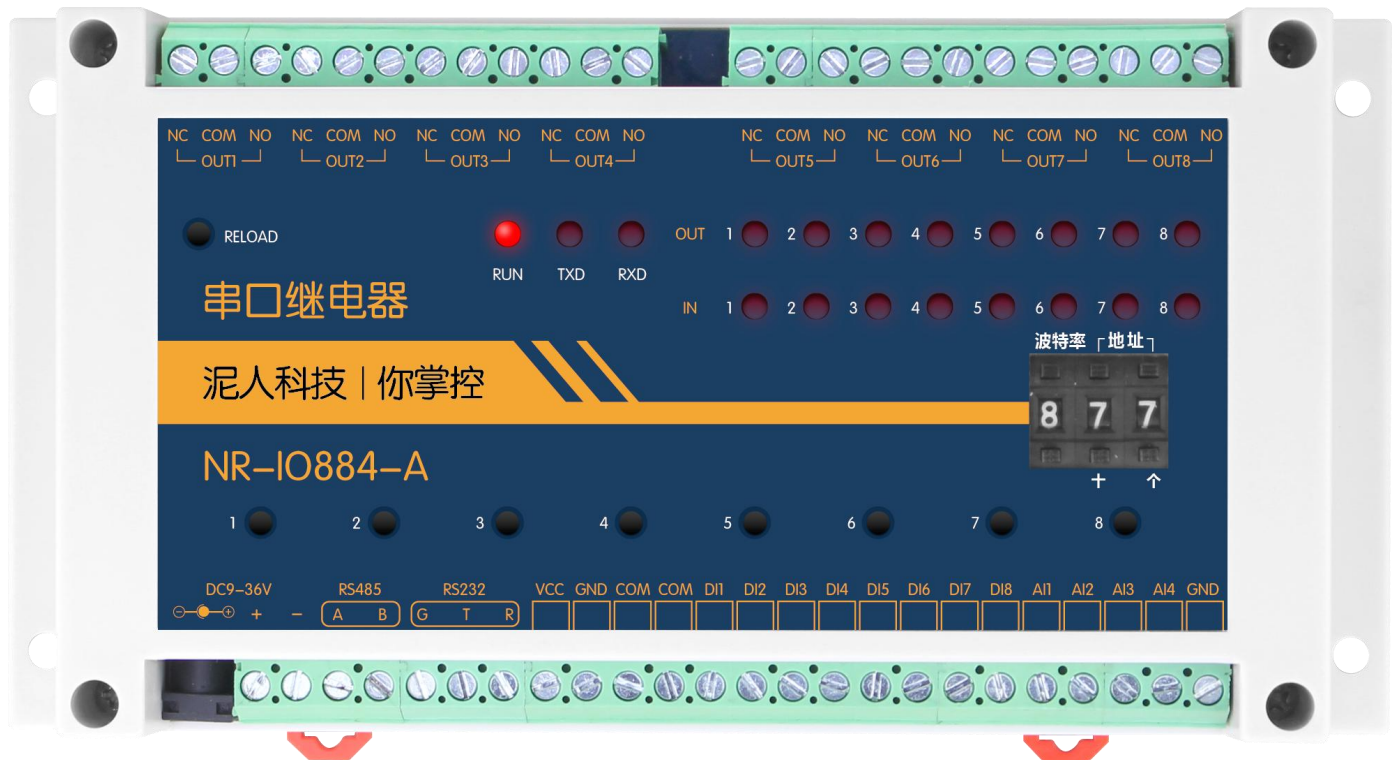 NC COM NO NC COM NO NC COM NO NC COM NO NC COM NO NC COM NO NC COM NO NC COM NO
OUT1 OUT2 OUT3 OUT4 OUT5 OUT6 OUT7 OUT8
RELOAD
RUN TXD RXD
OUT 1 2 3 4 5 6 7 8
IN 1 2 3 4 5 6 7 8
串口继电器
波特率 地址
泥人科技|你掌控
8 7 7
+ ↑
NR-IO884-A
1 2 3 4 5 6 7 8
DC9-36V RS485 RS232 VCC GND COM COM DI1 DI2 DI3 DI4 DI5 DI6 DI7 DI8 AI1 AI2 AI3 AI4 GND
+ - A B G T R